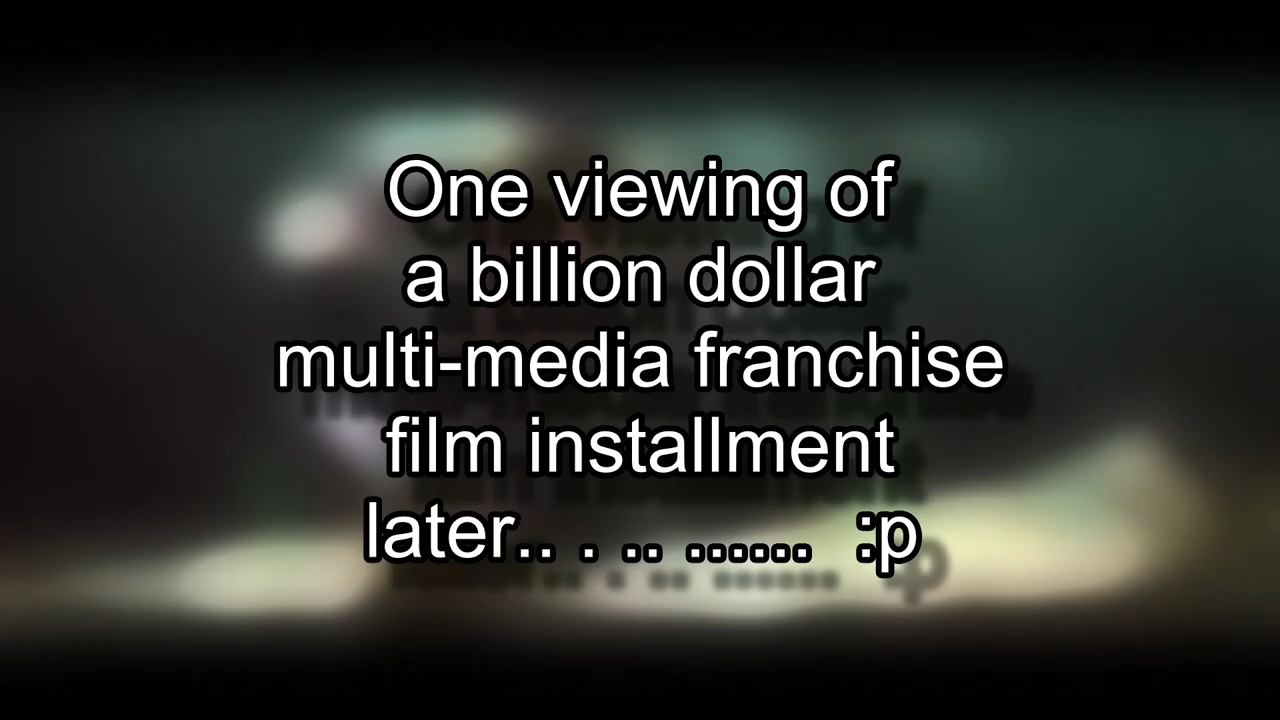 One viewing of
a billion dollar
multi-media franchise
film installment
later.. . .. ...... :p